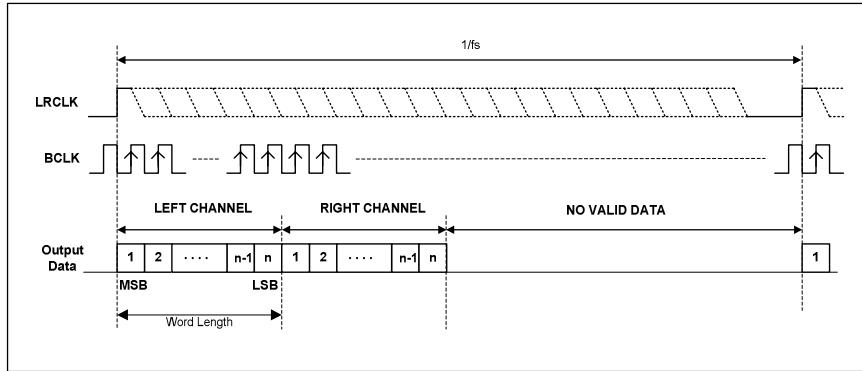 1/fs
LRCLK
BCLK
LEFT CHANNEL RIGHT CHANNEL NO VALID DATA
Output Data 1 2 .... n-1 n 1 2 .... n-1 n 1
MSB LSB
Word Length